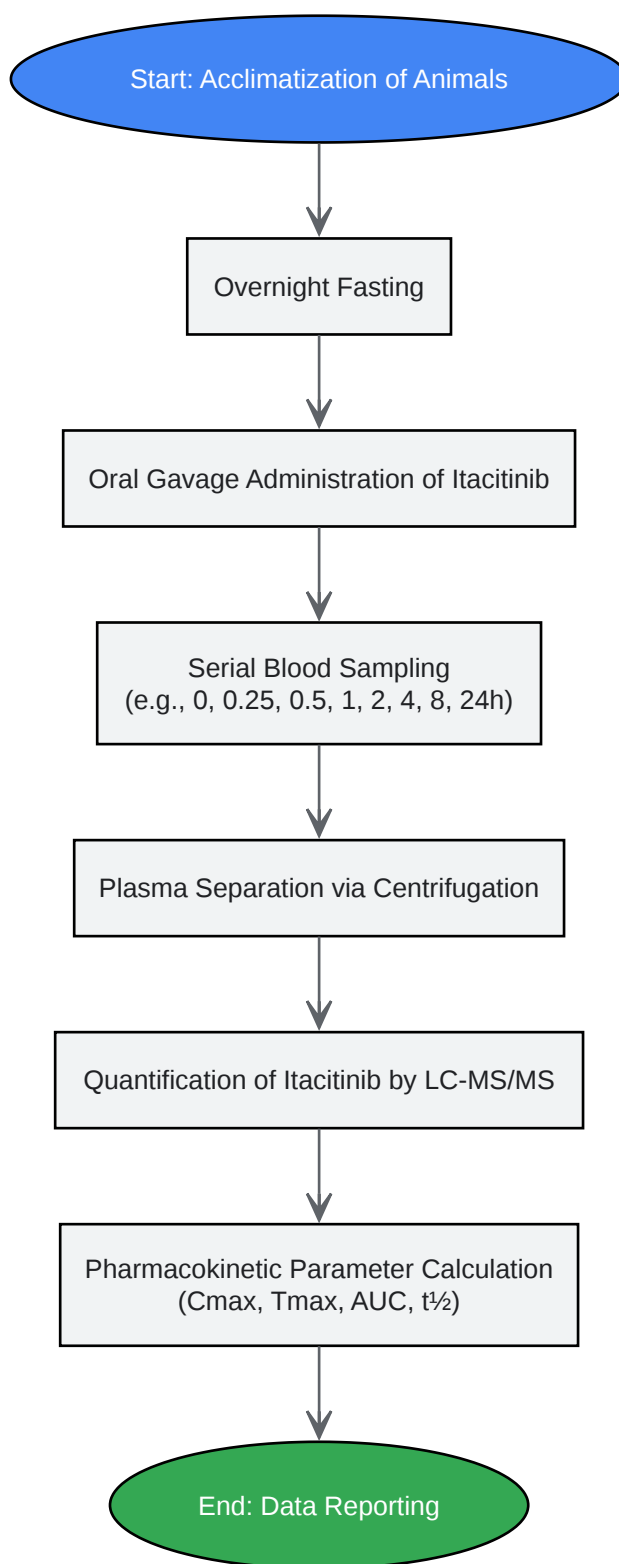 Start: Acclimatization of Animals
Overnight Fasting
Oral Gavage Administration of Itacitinib
Serial Blood Sampling
(e.g., 0, 0.25, 0.5, 1, 2, 4, 8, 24h)
Plasma Separation via Centrifugation
Quantification of Itacitinib by LC-MS/MS
Pharmacokinetic Parameter Calculation
(Cmax, Tmax, AUC, t½)
End: Data Reporting